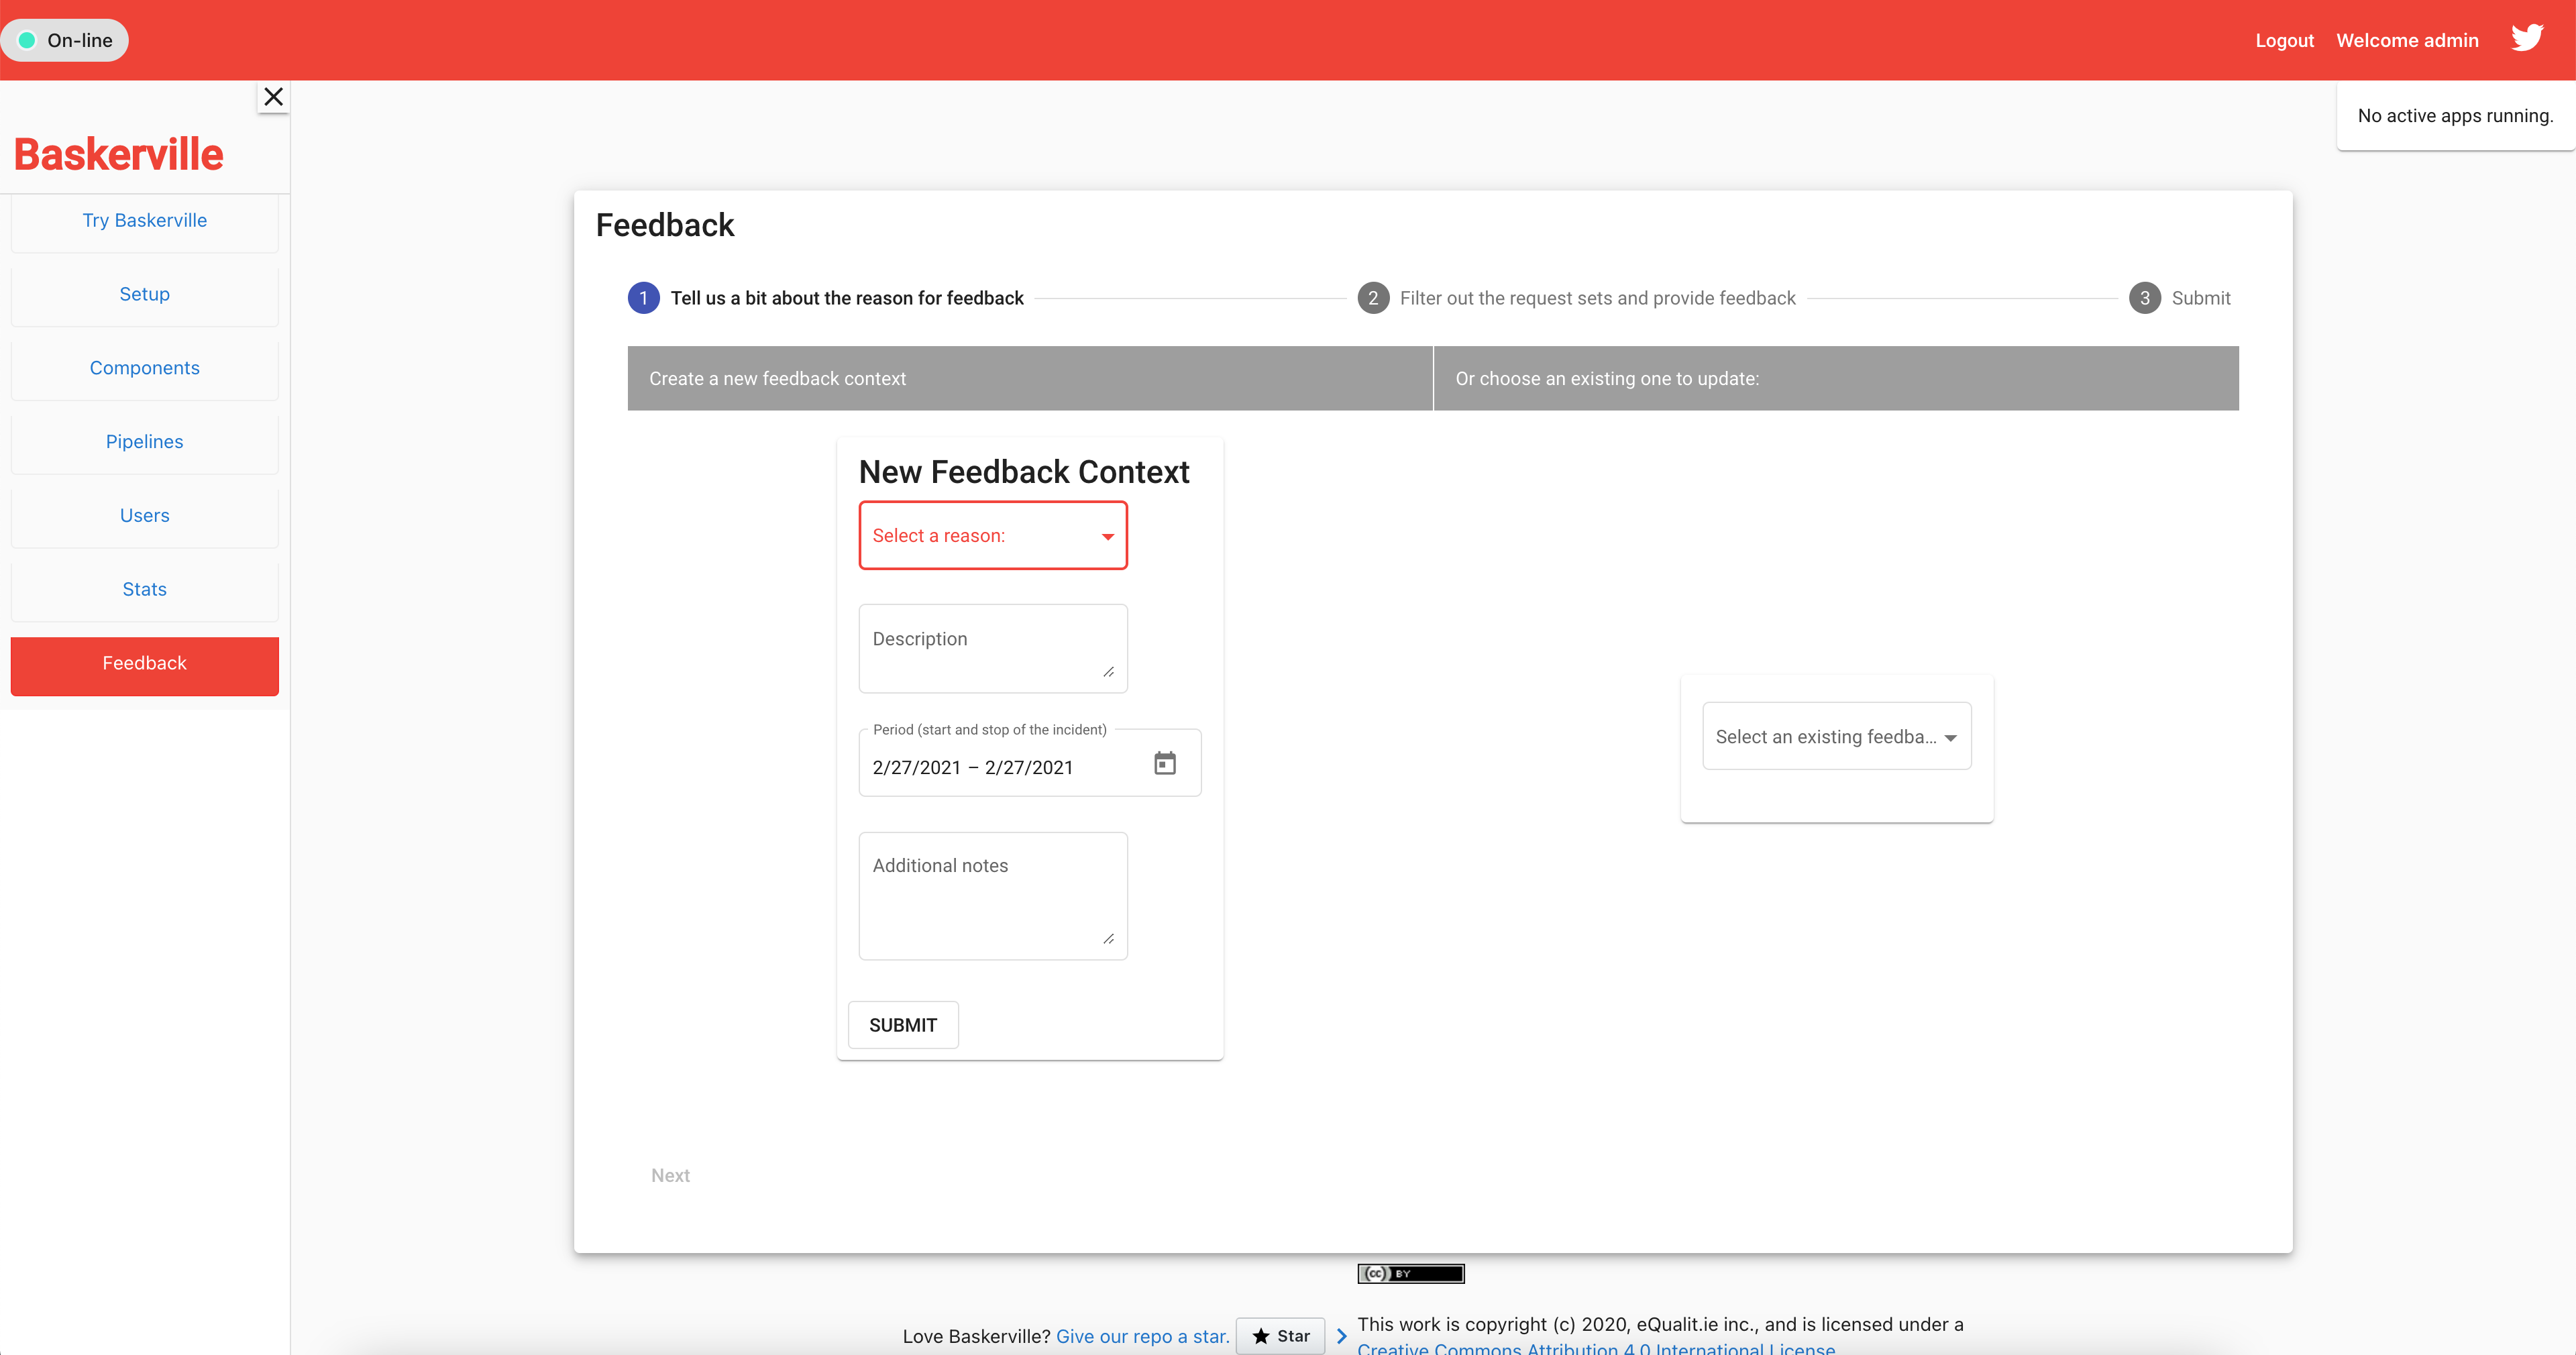 On-line
Logout
Welcome admin
No active apps running.
Baskerville
Try Baskerville
Setup
Components
Pipelines
Users
Stats
Feedback
Feedback
1 Tell us a bit about the reason for feedback
2 Filter out the request sets and provide feedback
3 Submit
Create a new feedback context
Or choose an existing one to update:
New Feedback Context
Select a reason:
Description
Period (start and stop of the incident)
2/27/2021 – 2/27/2021
Additional notes
SUBMIT
Select an existing feedba...
Next
cc BY
Love Baskerville? Give our repo a star. Star
This work is copyright (c) 2020, eQualit.ie inc., and is licensed under a
Creative Commons Attribution 4.0 International License